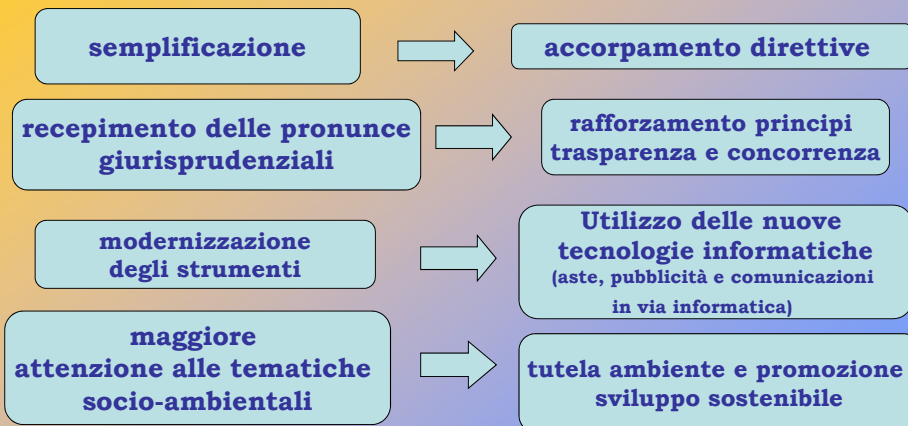 semplificazione
accorpamento direttive
recepimento delle pronunce
giurisprudenziali
rafforzamento principi
trasparenza e concorrenza
modernizzazione
degli strumenti
Utilizzo delle nuove
tecnologie informatiche
(aste, pubblicità e comunicazioni
in via informatica)
maggiore
attenzione alle tematiche
socio-ambientali
tutela ambiente e promozione
sviluppo sostenibile